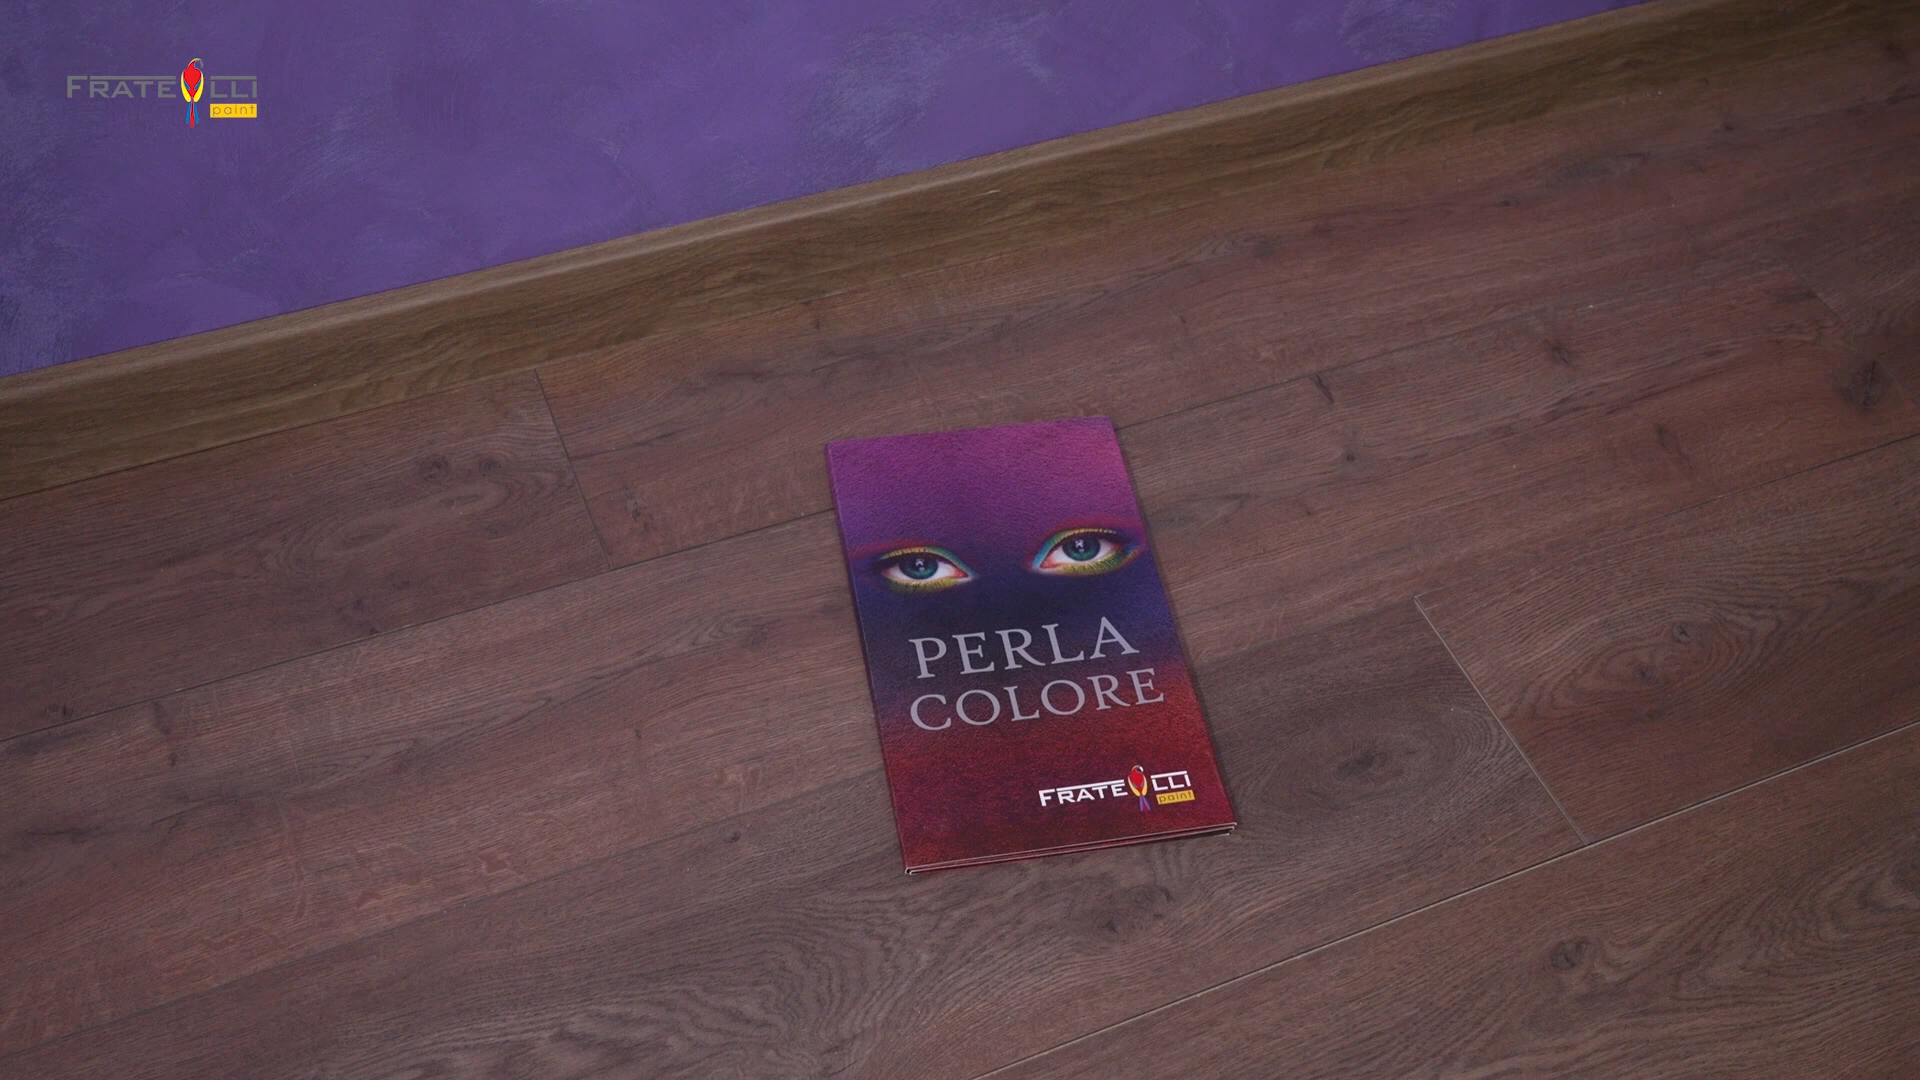 FRATELLI
paint
PERLA
COLORE
FRATELLI
paint